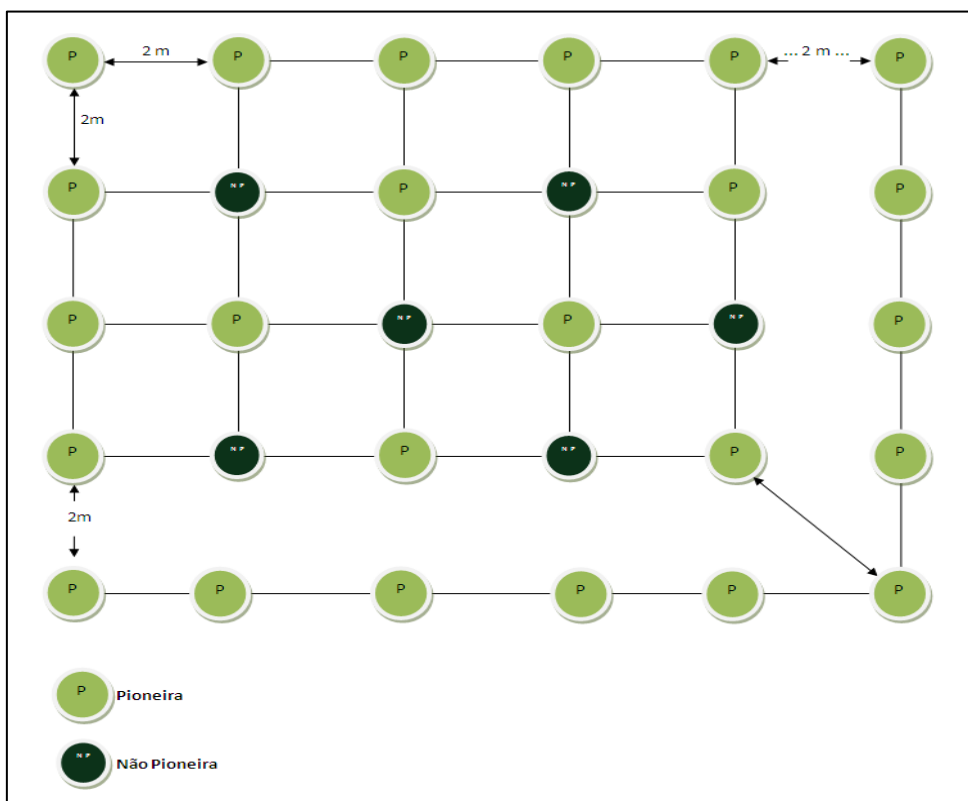 P 2 m P P P P ... 2 m ... P
2m
P N P P N P P P
P P N P P N P P
P N P P N P P P
2m
P P P P P P
P Pioneira
N P Não Pioneira